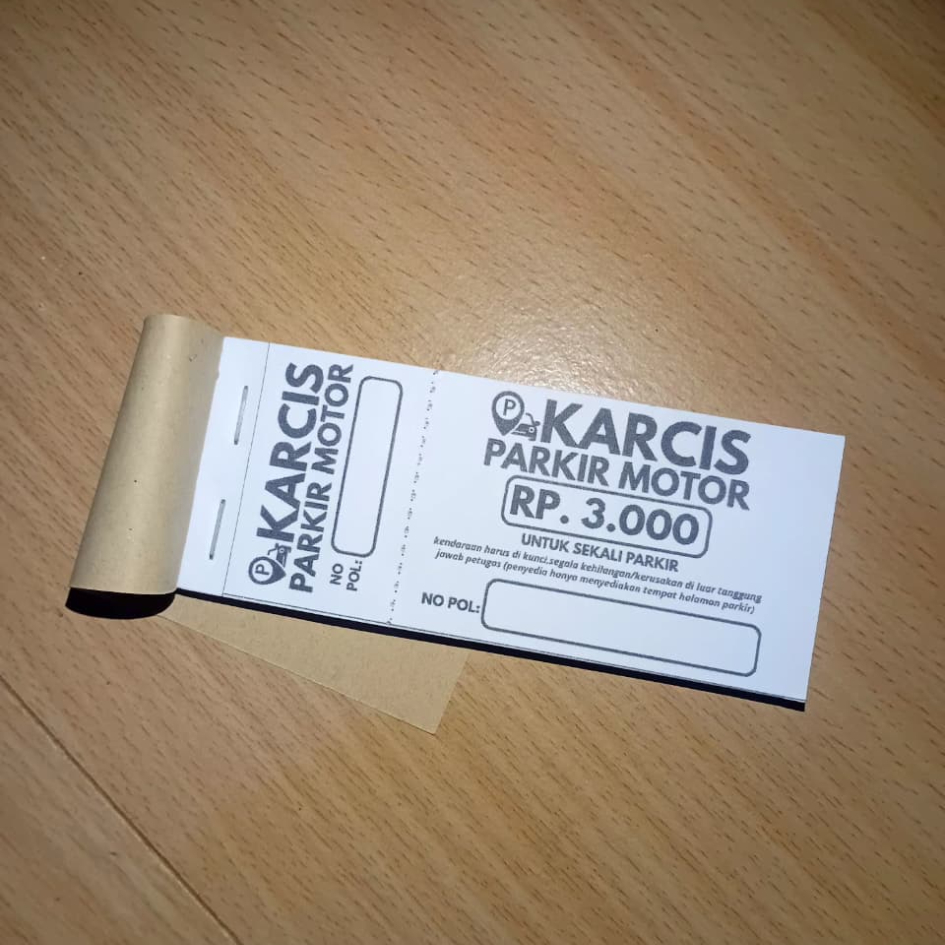 KARCIS
PARKIR MOTOR
NO
POL:
P
KARCIS
PARKIR MOTOR
RP. 3.000
UNTUK SEKALI PARKIR
kendaraan harus di kunci.segala kehilangan/kerusakan di luar tanggung
jawab petugas (penyedia hanya menyediakan tempat halaman parkir)
NO POL:
P